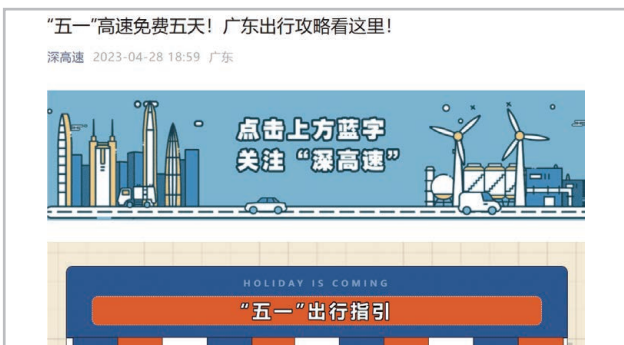 “五一”高速免费五天！广东出行攻略看这里！
深高速 2023-04-28 18:59 广东
点击上方蓝字
关注“深高速”
HOLIDAY IS COMING
“五一”出行指引